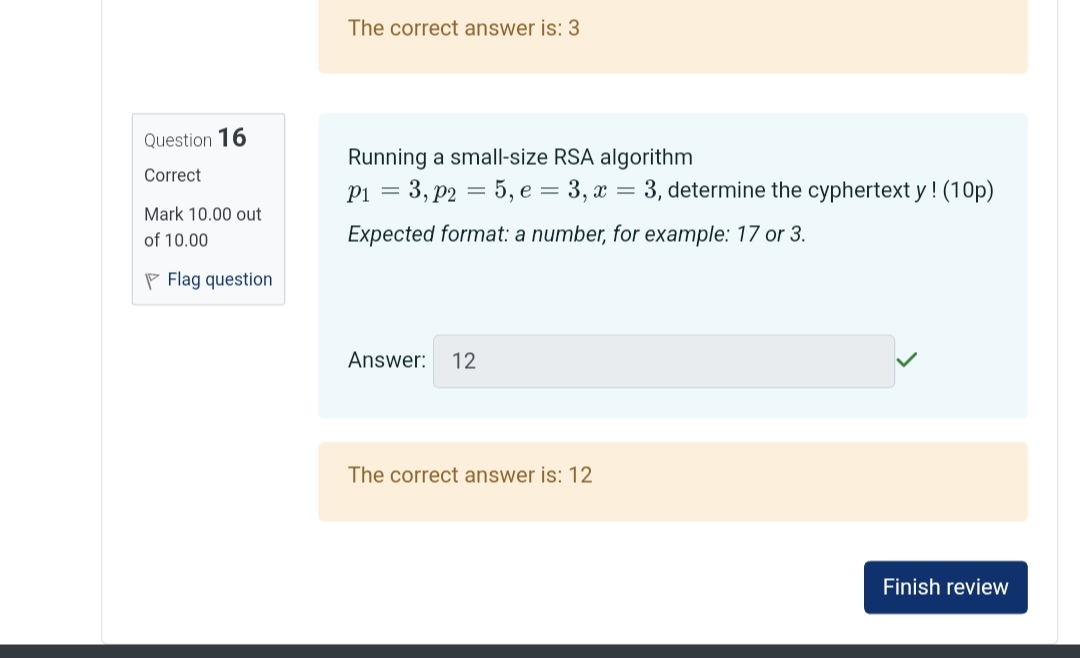 The correct answer is: 3
Question 16
Correct
Mark 10.00 out
of 10.00
Flag question
Running a small-size RSA algorithm
p₁ = 3, p₂ = 5, e = 3, x = 3, determine the cyphertext y ! (10p)
Expected format: a number, for example: 17 or 3.
Answer: 12
The correct answer is: 12
Finish review